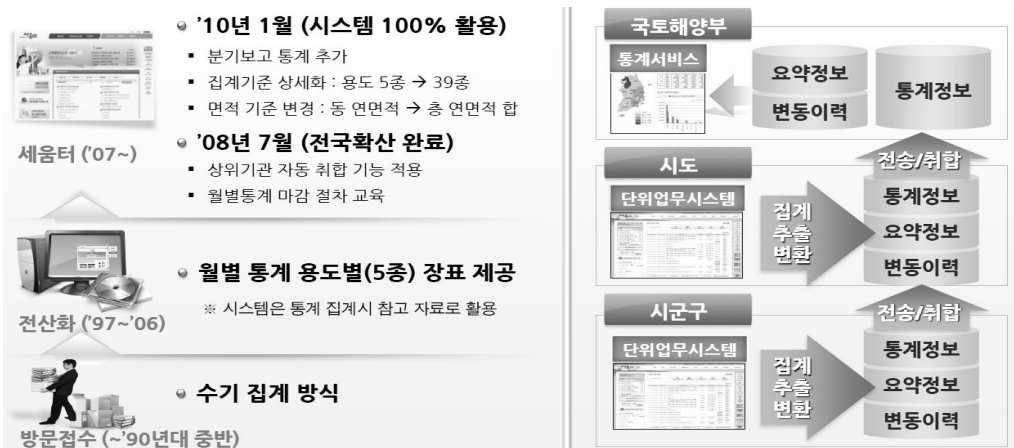 '10년 1월 (시스템 100% 활용)
분기보고 통계 추가
집계기준 상세화 : 용도 5종 → 39종
면적 기준 변경 : 동 연면적 → 층 연면적 합
'08년 7월 (전국확산 완료)
상위기관 자동 취합 기능 적용
월별통계 마감 절차 교육
세움터 ('07~)
월별 통계 용도별(5종) 장표 제공
※ 시스템은 통계 집계시 참고 자료로 활용
전산화 ('97~'06)
수기 집계 방식
방문접수 (~'90년대 중반)
국토해양부
통계서비스
요약정보
변동이력
통계정보
전송/취합
시도
단위업무시스템
집계
추출
변환
통계정보
요약정보
변동이력
전송/취합
시군구
단위업무시스템
집계
추출
변환
통계정보
요약정보
변동이력